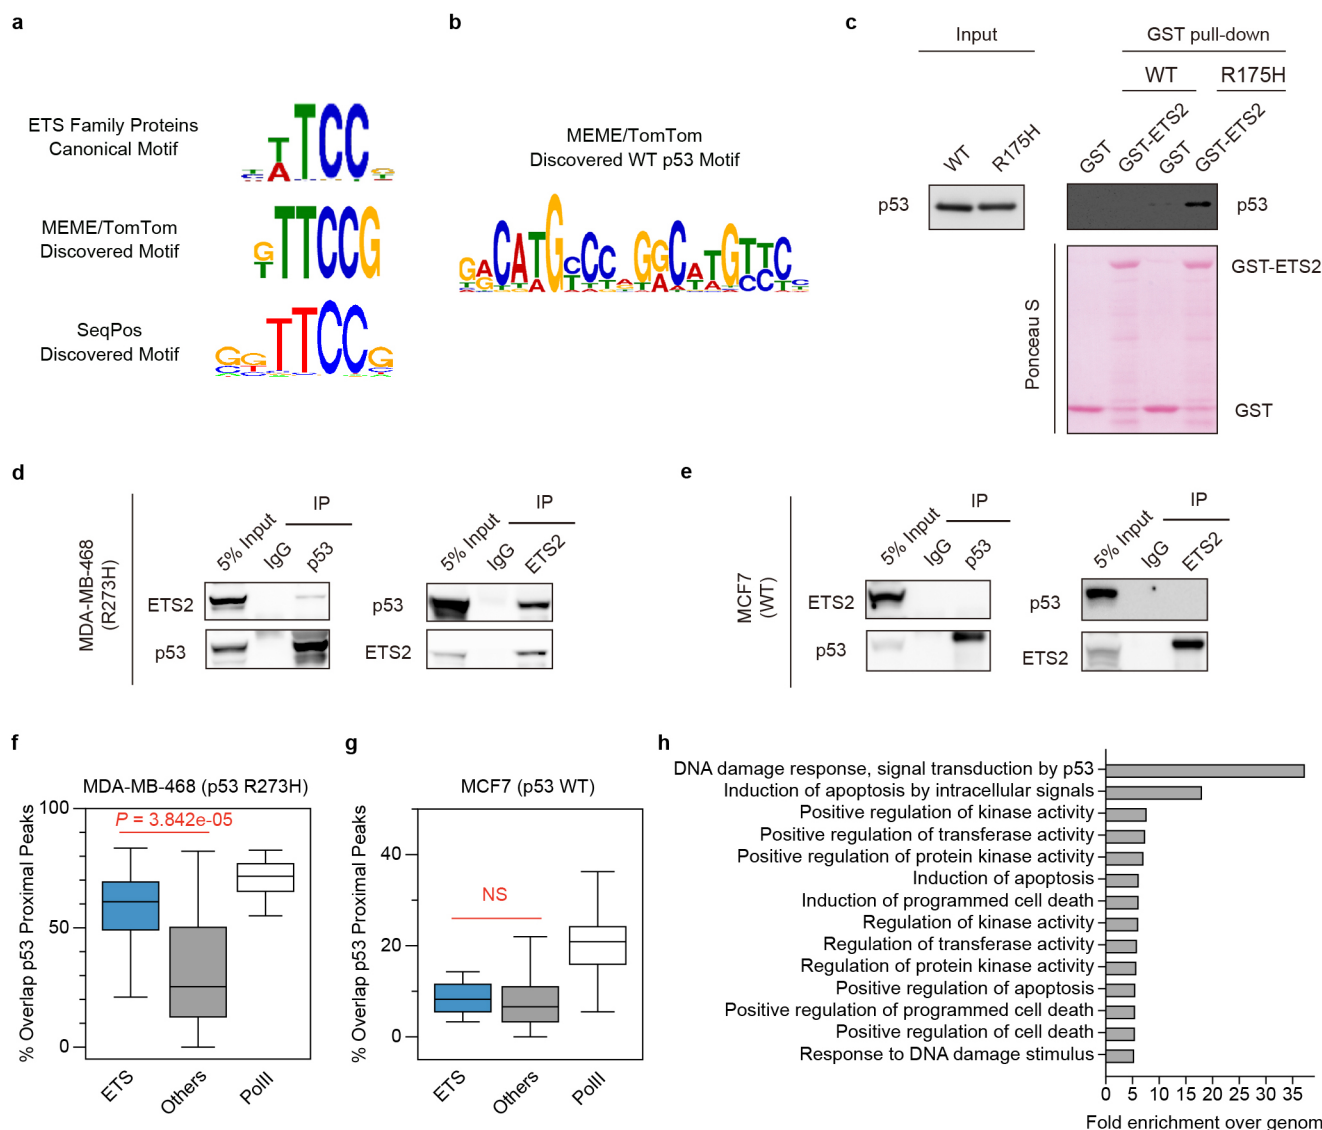 a
ETS Family Proteins
Canonical Motif
MEME/TomTom
Discovered Motif
SeqPos
Discovered Motif
b
MEME/TomTom
Discovered WT p53 Motif
c
Input
GST pull-down
WT
R175H
WT
R175H
GST
GST-ETS2
GST
GST-ETS2
p53
p53
Ponceau S
GST-ETS2
GST
d
MDA-MB-468
(R273H)
5% Input
IgG
IP
p53
ETS2
p53
5% Input
IgG
IP
ETS2
p53
ETS2
e
MCF7
(WT)
5% Input
IgG
IP
p53
ETS2
p53
5% Input
IgG
IP
ETS2
p53
ETS2
f
MDA-MB-468 (p53 R273H)
% Overlap p53 Proximal Peaks
100
50
0
P = 3.842e-05
ETS
Others
PolII
g
MCF7 (p53 WT)
% Overlap p53 Proximal Peaks
40
20
0
NS
ETS
Others
PolII
h
DNA damage response, signal transduction by p53
Induction of apoptosis by intracellular signals
Positive regulation of kinase activity
Positive regulation of transferase activity
Positive regulation of protein kinase activity
Induction of apoptosis
Induction of programmed cell death
Regulation of kinase activity
Regulation of transferase activity
Regulation of protein kinase activity
Positive regulation of apoptosis
Positive regulation of programmed cell death
Positive regulation of cell death
Response to DNA damage stimulus
0 5 10 15 20 25 30 35
Fold enrichment over genom